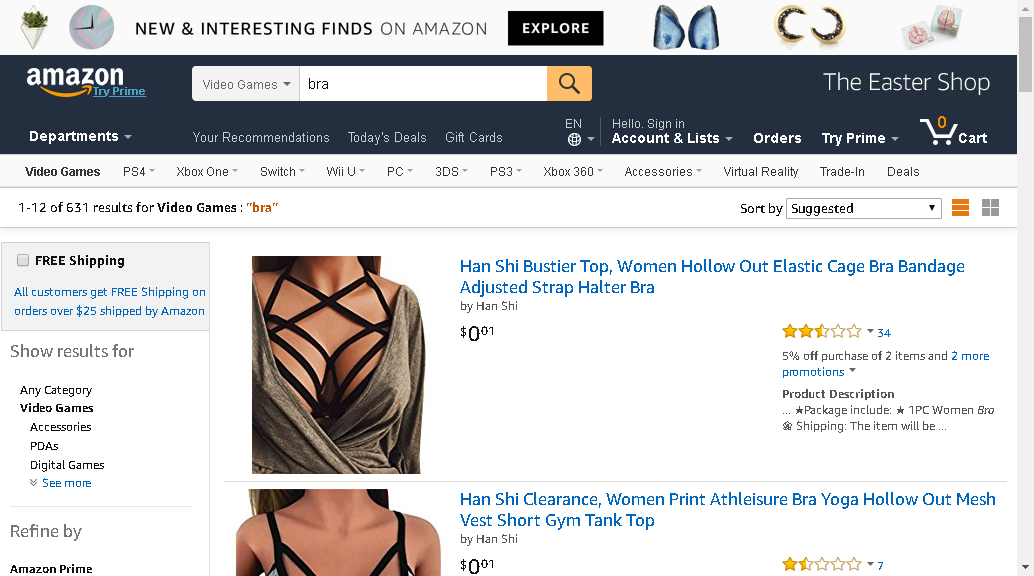 NEW & INTERESTING FINDS ON AMAZON EXPLORE
amazon
Try Prime
Video Games
bra
The Easter Shop
Departments
Your Recommendations Today's Deals Gift Cards
EN
Hello. Sign in
Account & Lists
Orders
Try Prime
0
Cart
Video Games PS4 Xbox One Switch Wii U PC 3DS PS3 Xbox 360 Accessories Virtual Reality Trade-In Deals
1-12 of 631 results for Video Games : "bra"
Sort by Suggested
FREE Shipping
All customers get FREE Shipping on
orders over $25 shipped by Amazon
Show results for
Any Category
Video Games
Accessories
PDAs
Digital Games
See more
Refine by
Amazon Prime
Han Shi Bustier Top, Women Hollow Out Elastic Cage Bra Bandage
Adjusted Strap Halter Bra
by Han Shi
$0.01
34
5% off purchase of 2 items and 2 more
promotions
Product Description
... ★Package include: ★ 1PC Women Bra
❀ Shipping: The item will be ...
Han Shi Clearance, Women Print Athleisure Bra Yoga Hollow Out Mesh
Vest Short Gym Tank Top
by Han Shi
$0.01
7